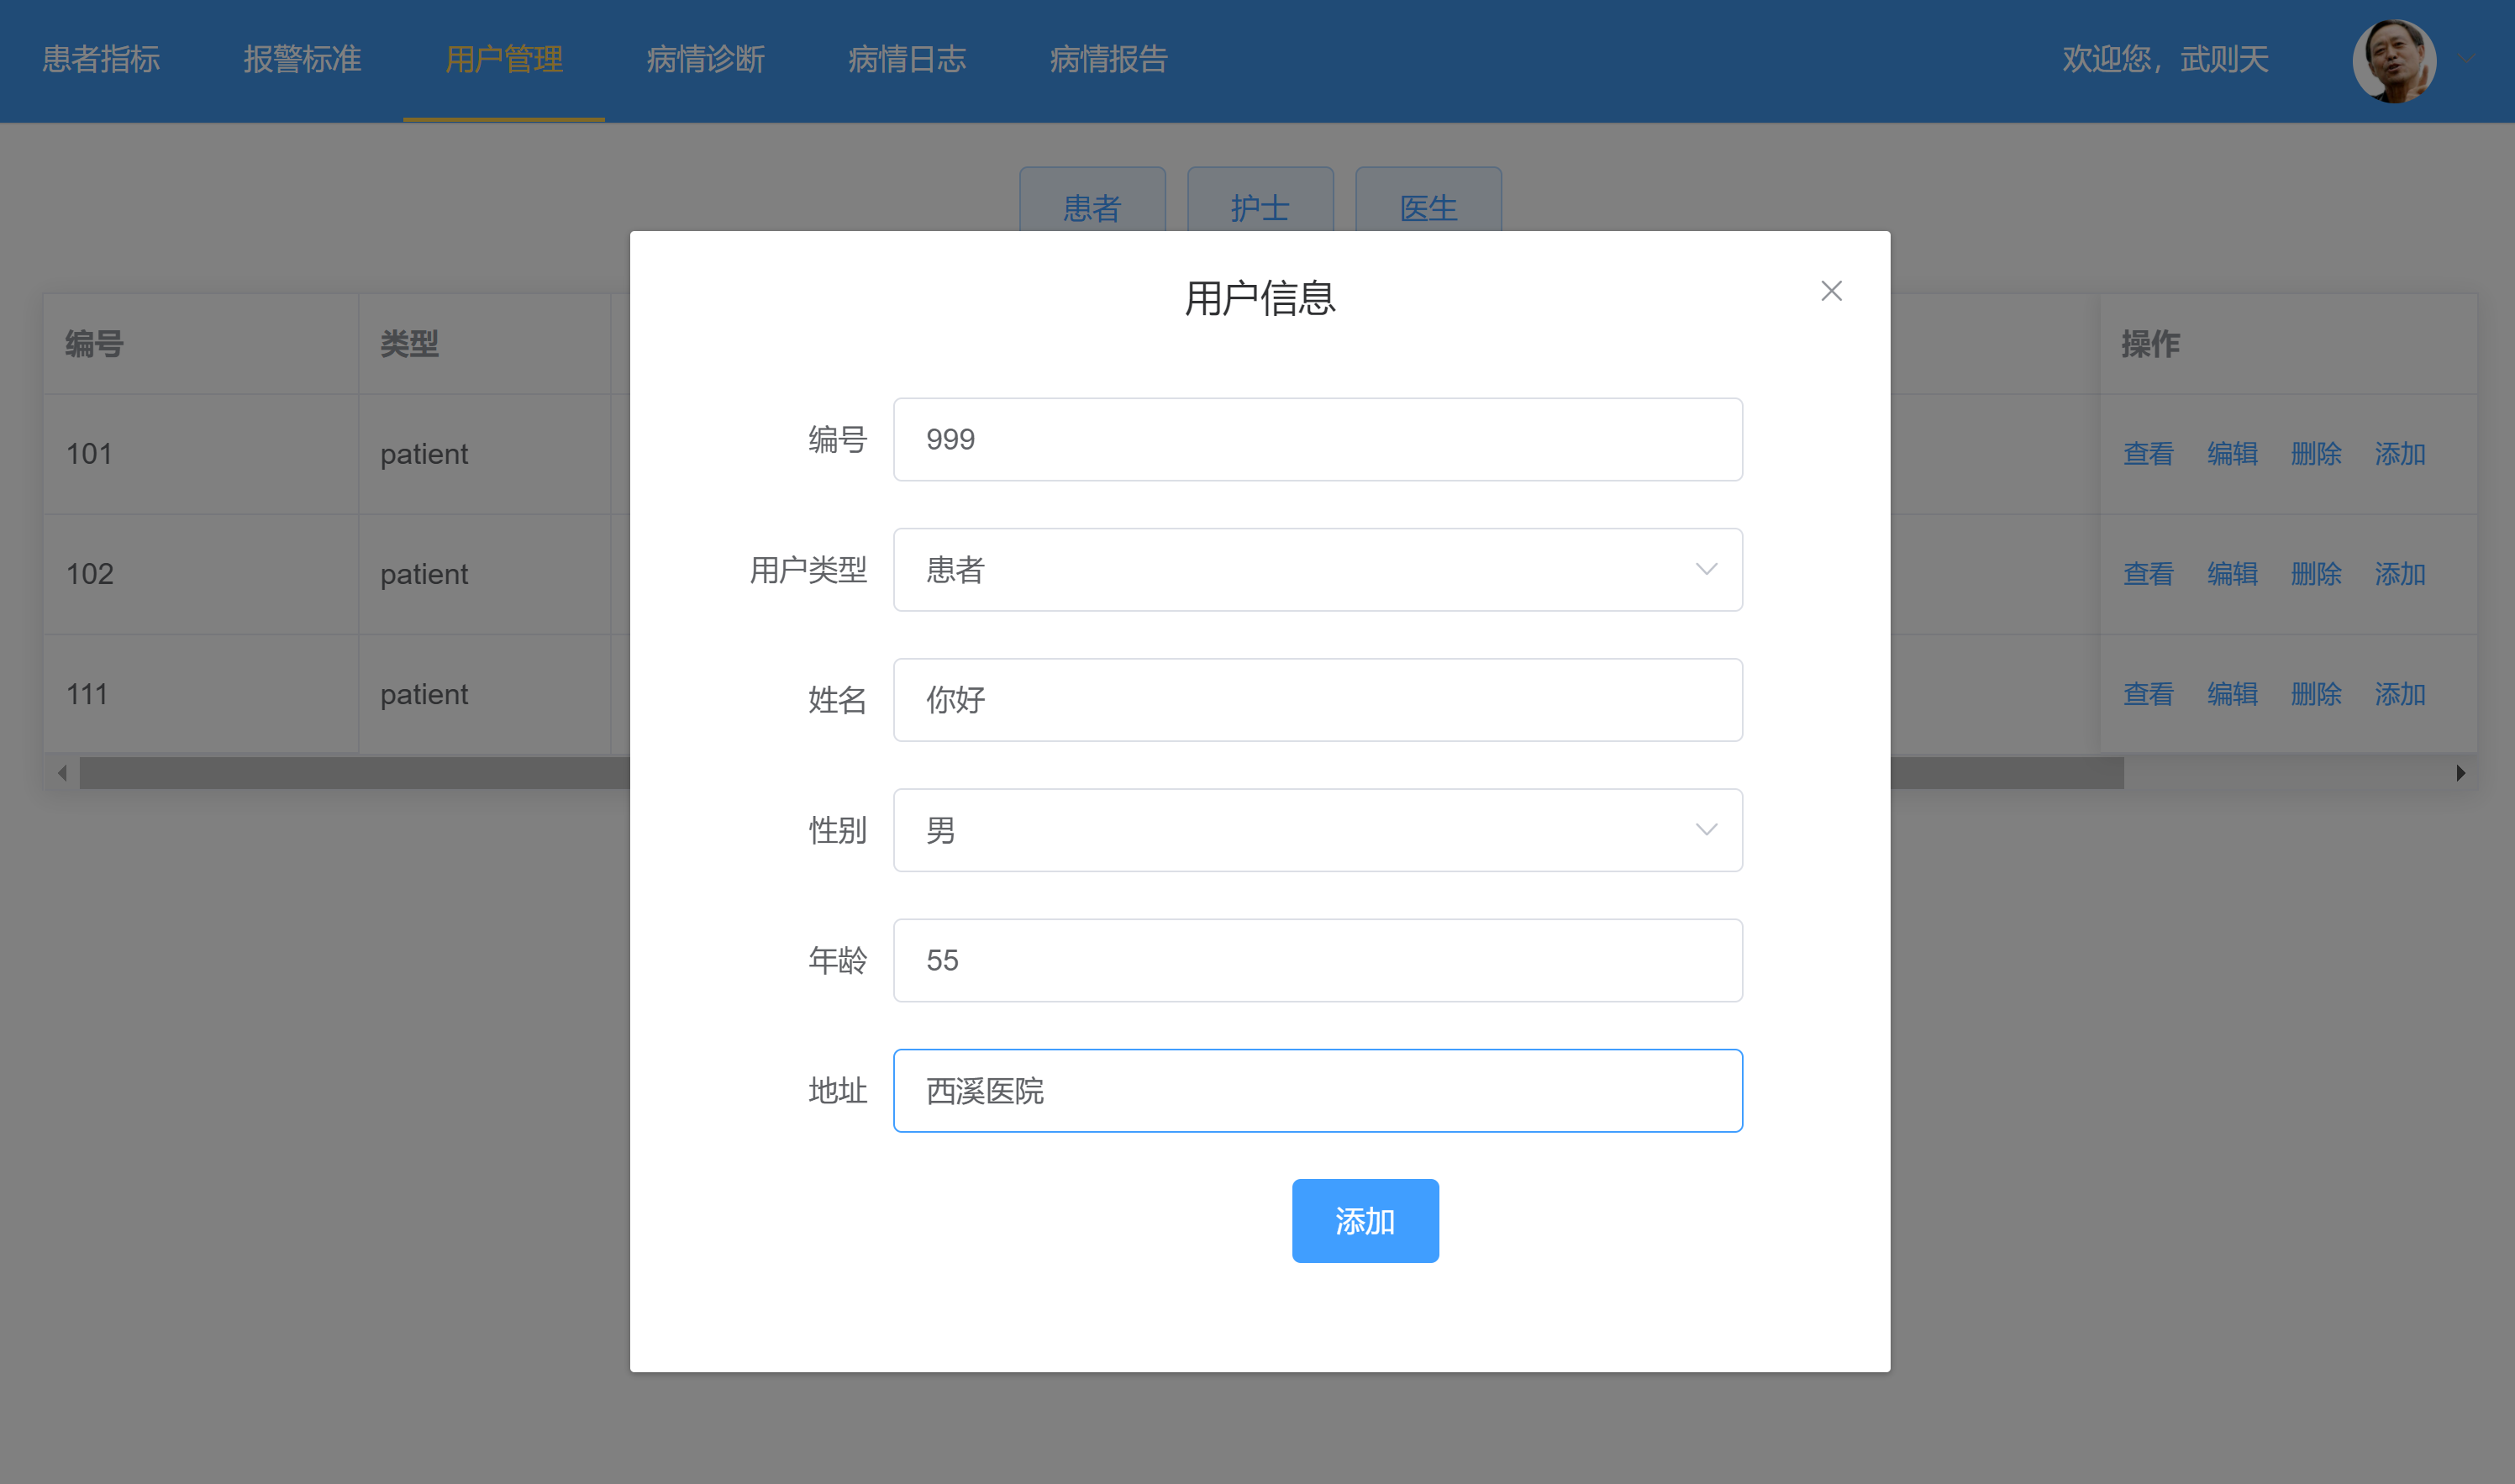 患者指标 报警标准 用户管理 病情诊断 病情日志 病情报告 欢迎您，武则天
患者 护士 医生
用户信息
编号 类型 操作
编号 999
101 patient 查看 编辑 删除 添加
用户类型 患者
102 patient 查看 编辑 删除 添加
姓名 你好
111 patient 查看 编辑 删除 添加
性别 男
年龄 55
地址 西溪医院
添加